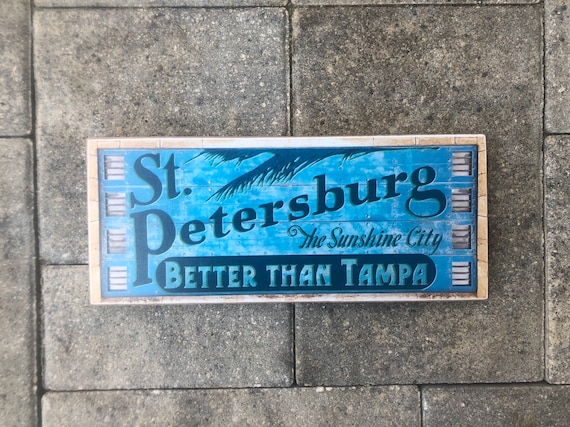 St.
Petersburg
The Sunshine City
BETTER THAN TAMPA